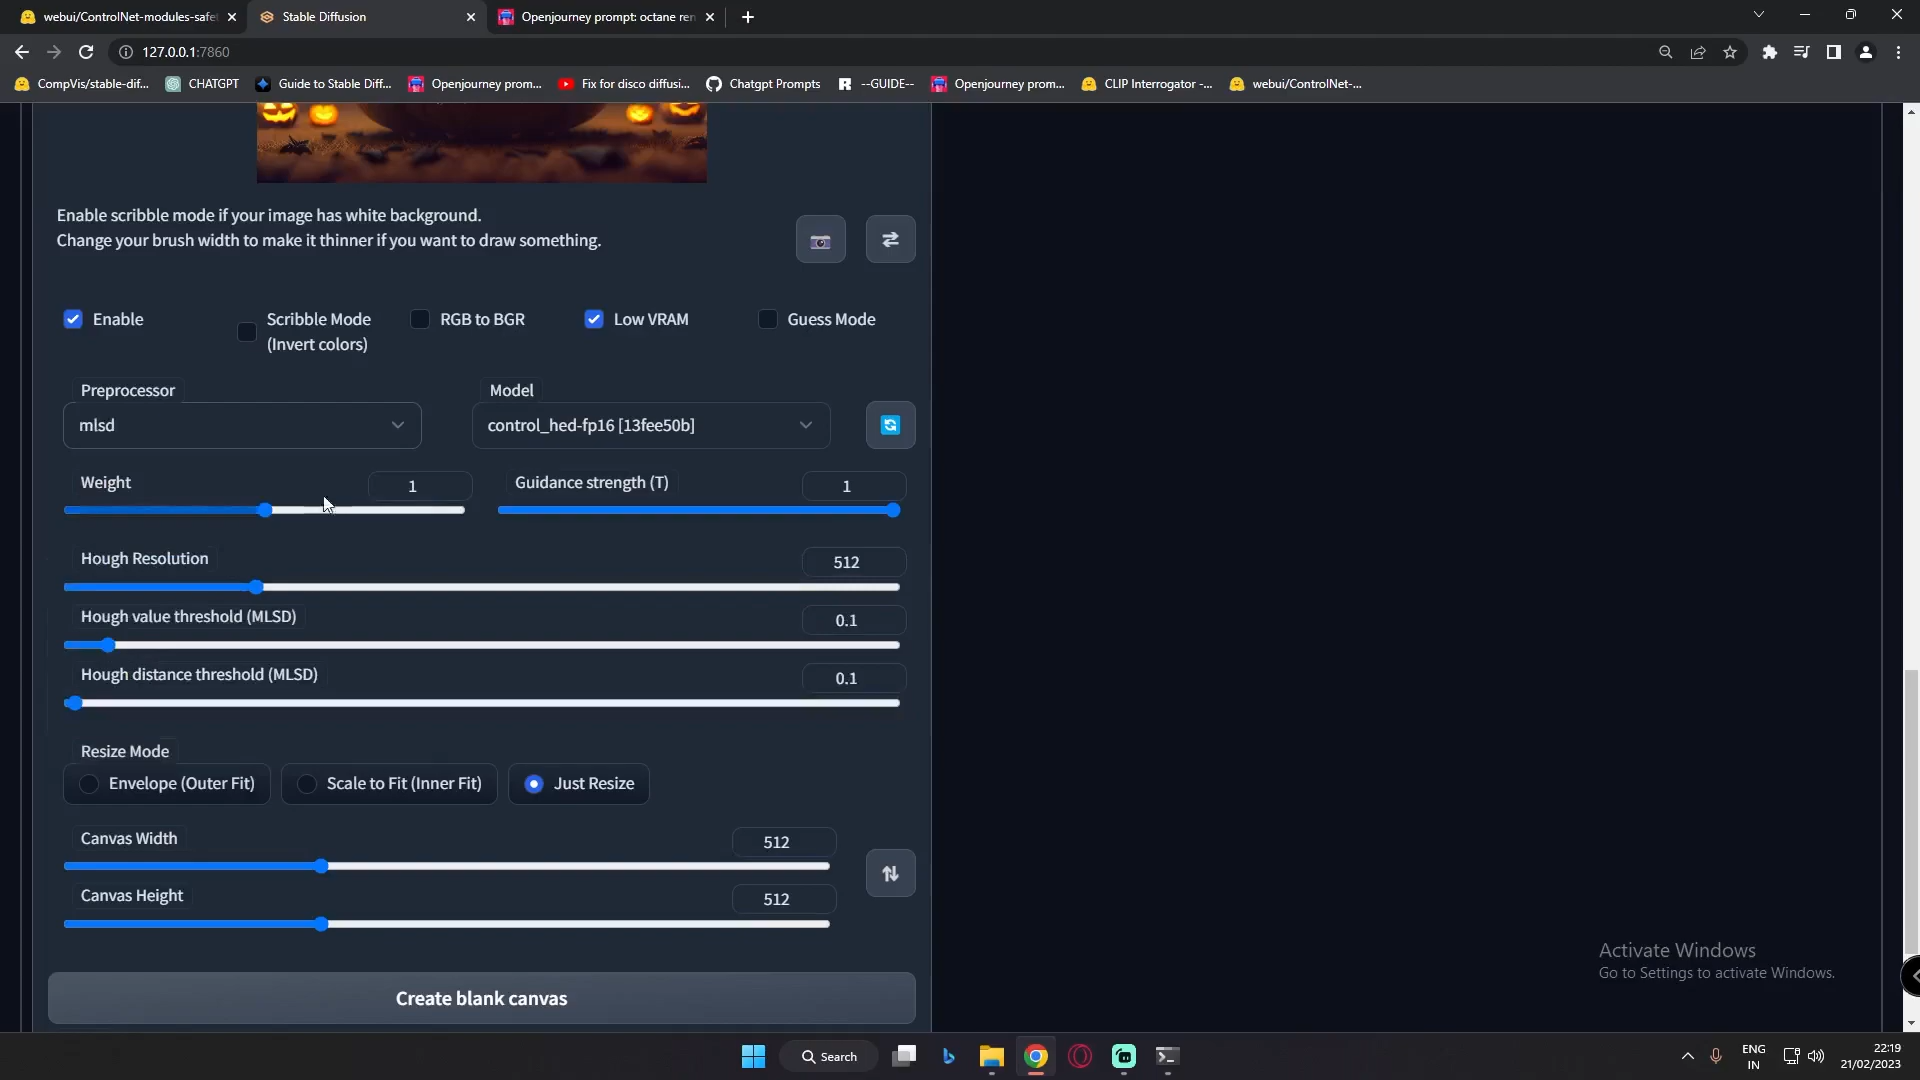 webui/ControlNet-modules-safet
Stable Diffusion
Openjourney prompt: octane ren
127.0.0.1:7860
CompVis/stable-dif...
CHATGPT
Guide to Stable Diff...
Openjourney prom...
Fix for disco diffusi...
Chatgpt Prompts
--GUIDE--
Openjourney prom...
CLIP Interrogator -...
webui/ControlNet-...
Enable scribble mode if your image has white background.
Change your brush width to make it thinner if you want to draw something.
Enable
Scribble Mode
(Invert colors)
RGB to BGR
Low VRAM
Guess Mode
Preprocessor
Model
mlsd
control_hed-fp16 [13fee50b]
Weight
1
Guidance strength (T)
1
Hough Resolution
512
Hough value threshold (MLSD)
0.1
Hough distance threshold (MLSD)
0.1
Resize Mode
Envelope (Outer Fit)
Scale to Fit (Inner Fit)
Just Resize
Canvas Width
512
Canvas Height
512
Create blank canvas
Activate Windows
Go to Settings to activate Windows.
Search
ENG
IN
22:19
21/02/2023